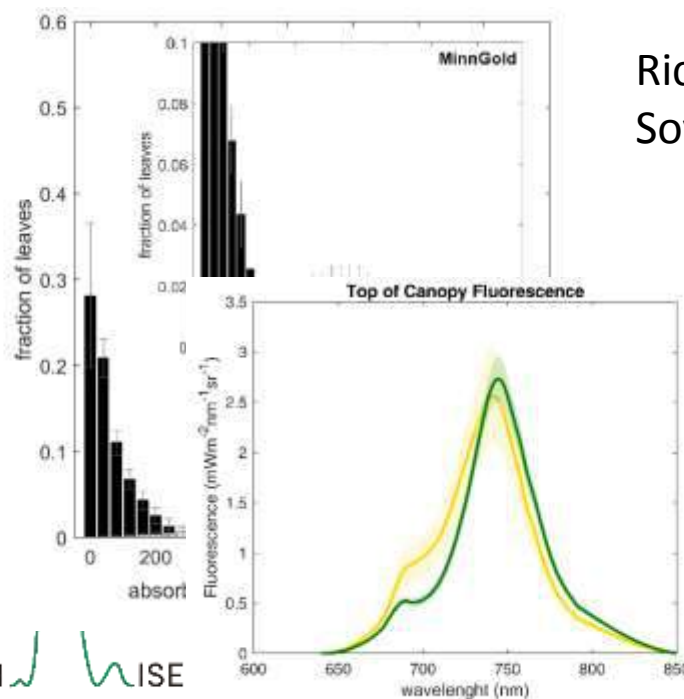 0.6
0.5
0.4
0.3
0.2
0.1
0
fraction of leaves
0 200
absorb
0.1
0.08
0.06
0.04
0.02
0
fraction of leaves
MinnGold
Top of Canopy Fluorescence
3.5
3
2.5
2
1.5
1
0.5
0
Fluorescence (mWm-2nm-1sr-1)
600 650 700 750 800 850
wavelenght (nm)
ISE